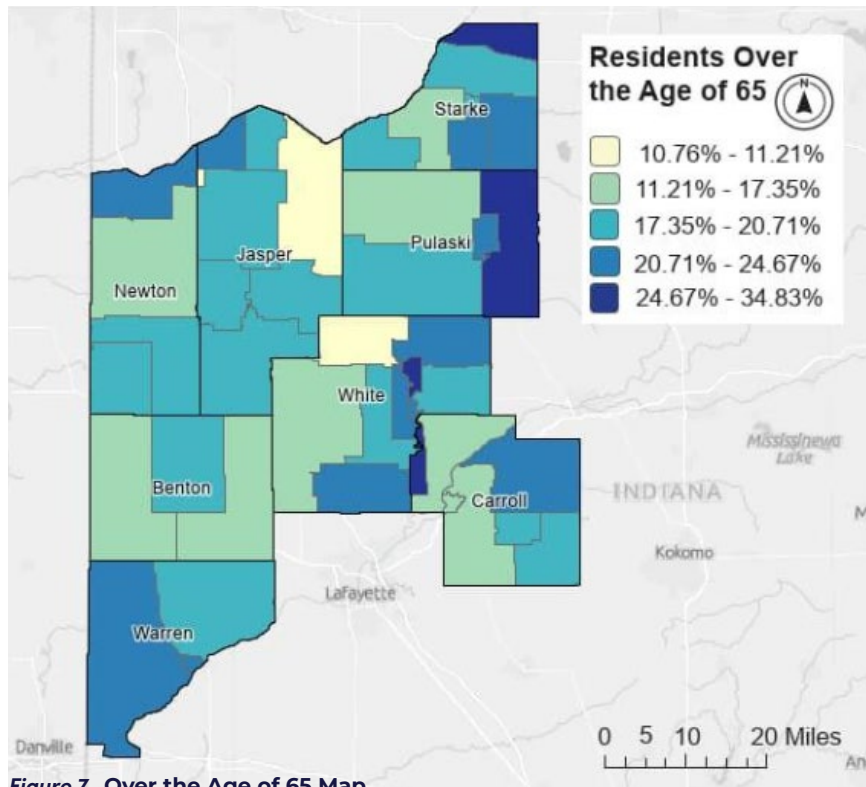 Residents Over
the Age of 65
N
10.76% - 11.21%
11.21% - 17.35%
17.35% - 20.71%
20.71% - 24.67%
24.67% - 34.83%
Starke
Jasper
Pulaski
Newton
White
Benton
Carroll
Warren
Mississinewa
Lake
INDIANA
M
Kokomo
LaFayette
Danville
An
0 5 10 20 Miles
Figure 7. Over the Age of 65 Map